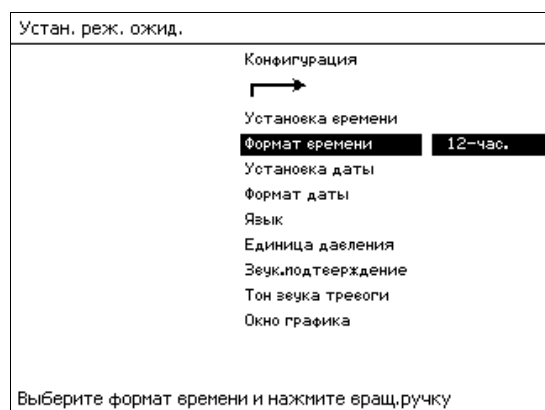 Устан. реж. ожид.
Конфигурация
Установка времени
Формат времени 12-час.
Установка даты
Формат даты
Язык
Единица давления
Звук.подтверждение
Тон звука тревоги
Окно графика
Выберите формат времени и нажмите вращ.ручку